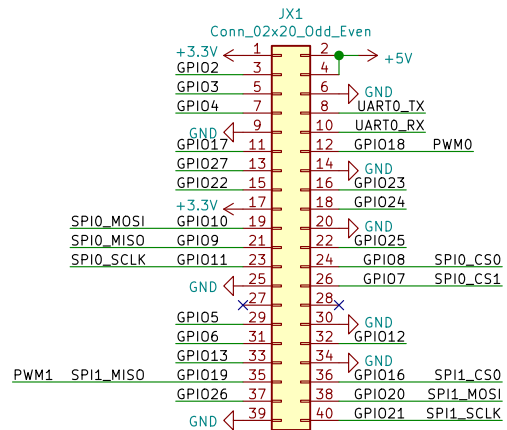 JX1
Conn_02x20_Odd_Even
+3.3V 1 2 +5V
GPIO2 3 4
GPIO3 5 6 GND
GPIO4 7 8 UART0_TX
GND 9 10 UART0_RX
GPIO17 11 12 GPIO18 PWM0
GPIO27 13 14 GND
GPIO22 15 16 GPIO23
+3.3V 17 18 GPIO24
SPI0_MOSI GPIO10 19 20 GND
SPI0_MISO GPIO9 21 22 GPIO25
SPI0_SCLK GPIO11 23 24 GPIO8 SPI0_CS0
GND 25 26 GPIO7 SPI0_CS1
27 28
GPIO5 29 30 GND
GPIO6 31 32 GPIO12
GPIO13 33 34 GND
PWM1 SPI1_MISO GPIO19 35 36 GPIO16 SPI1_CS0
GPIO26 37 38 GPIO20 SPI1_MOSI
GND 39 40 GPIO21 SPI1_SCLK